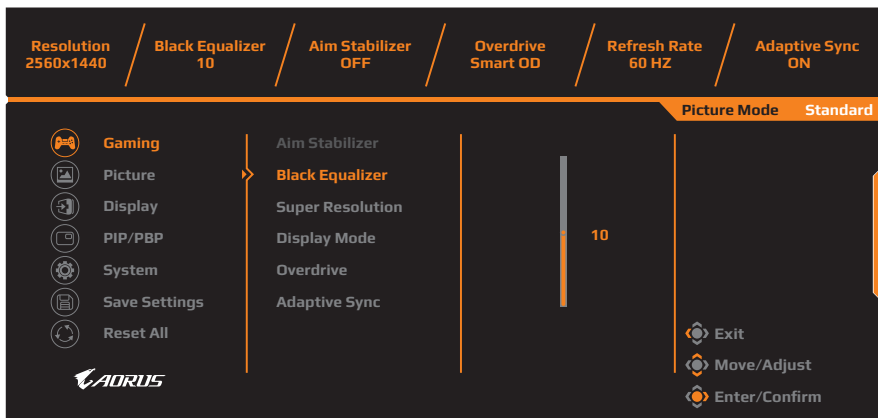 Resolution Black Equalizer Aim Stabilizer Overdrive Refresh Rate Adaptive Sync
2560x1440 10 OFF Smart OD 60 HZ ON
Picture Mode Standard
Gaming Aim Stabilizer
Picture Black Equalizer
Display Super Resolution
PIP/PBP Display Mode 10
System Overdrive
Save Settings Adaptive Sync
Reset All Exit
Move/Adjust
AORUS
Enter/Confirm